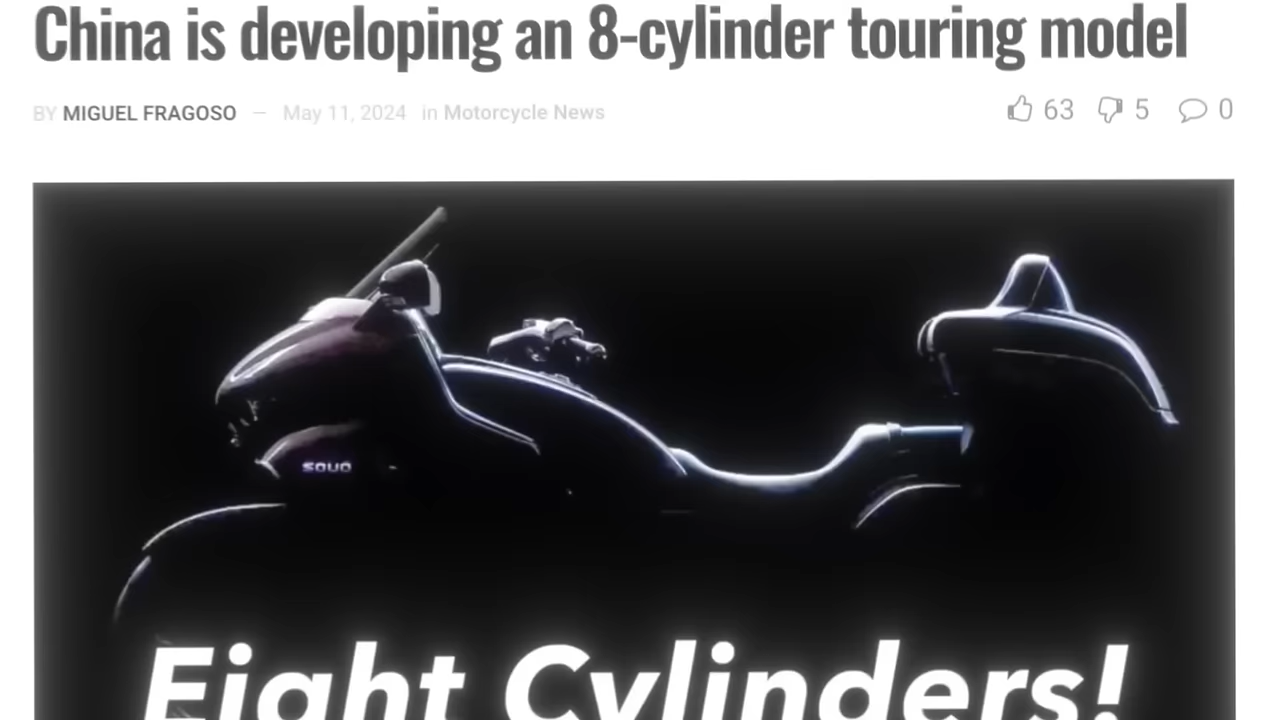 China is developing an 8-cylinder touring model
BY MIGUEL FRAGOSO — May 11, 2024 in Motorcycle News
63 5 0
SOUO
Eight Cylinders!